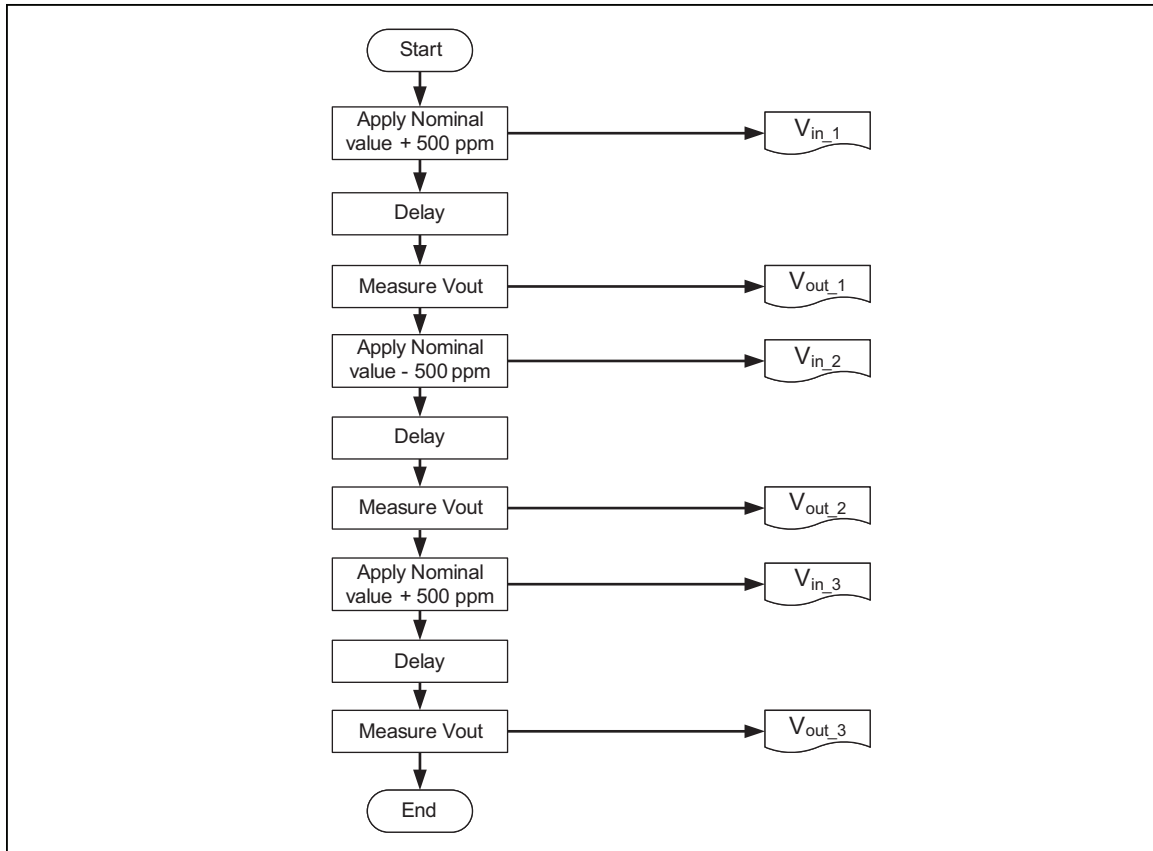 Start
Apply Nominal
value + 500 ppm
V_in_1
Delay
Measure Vout
V_out_1
Apply Nominal
value - 500 ppm
V_in_2
Delay
Measure Vout
V_out_2
Apply Nominal
value + 500 ppm
V_in_3
Delay
Measure Vout
V_out_3
End